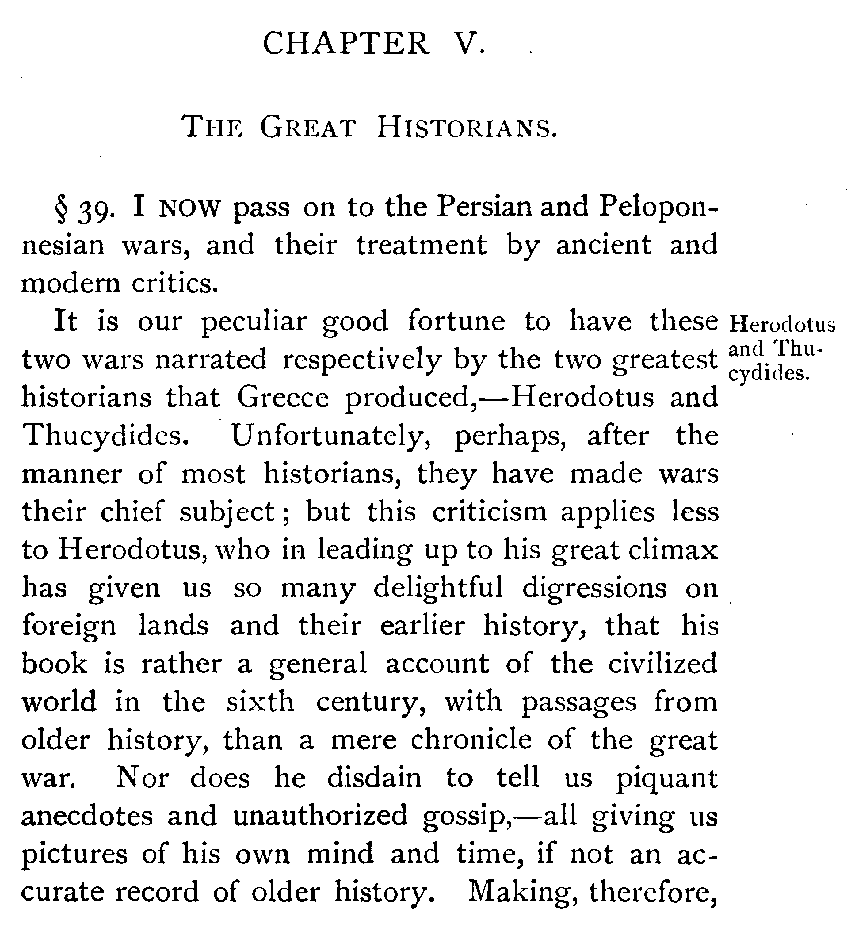 CHAPTER V.
THE GREAT HISTORIANS.
§ 39. I NOW pass on to the Persian and Pelopon-
nesian wars, and their treatment by ancient and
modern critics.
It is our peculiar good fortune to have these
two wars narrated respectively by the two greatest
historians that Greece produced,—Herodotus and
Thucydides. Unfortunately, perhaps, after the
manner of most historians, they have made wars
their chief subject; but this criticism applies less
to Herodotus, who in leading up to his great climax
has given us so many delightful digressions on
foreign lands and their earlier history, that his
book is rather a general account of the civilized
world in the sixth century, with passages from
older history, than a mere chronicle of the great
war. Nor does he disdain to tell us piquant
anecdotes and unauthorized gossip,—all giving us
pictures of his own mind and time, if not an ac-
curate record of older history. Making, therefore,
Herodotus
and Thu-
cydides.